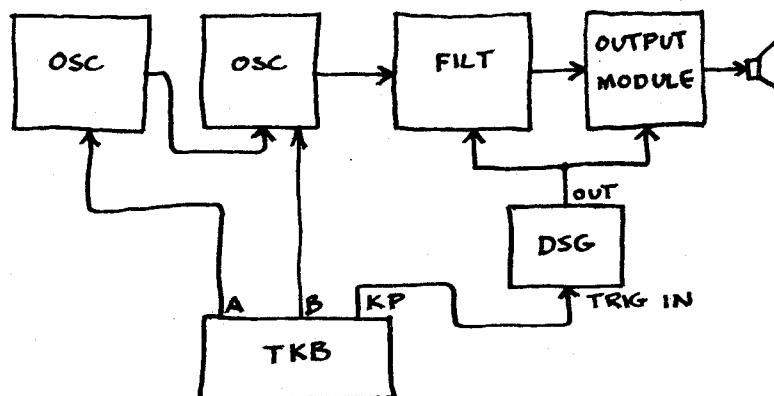 OSC
OSC
FILT
OUTPUT
MODULE
OUT
DSG
TRIG IN
A
B
KP
TKB